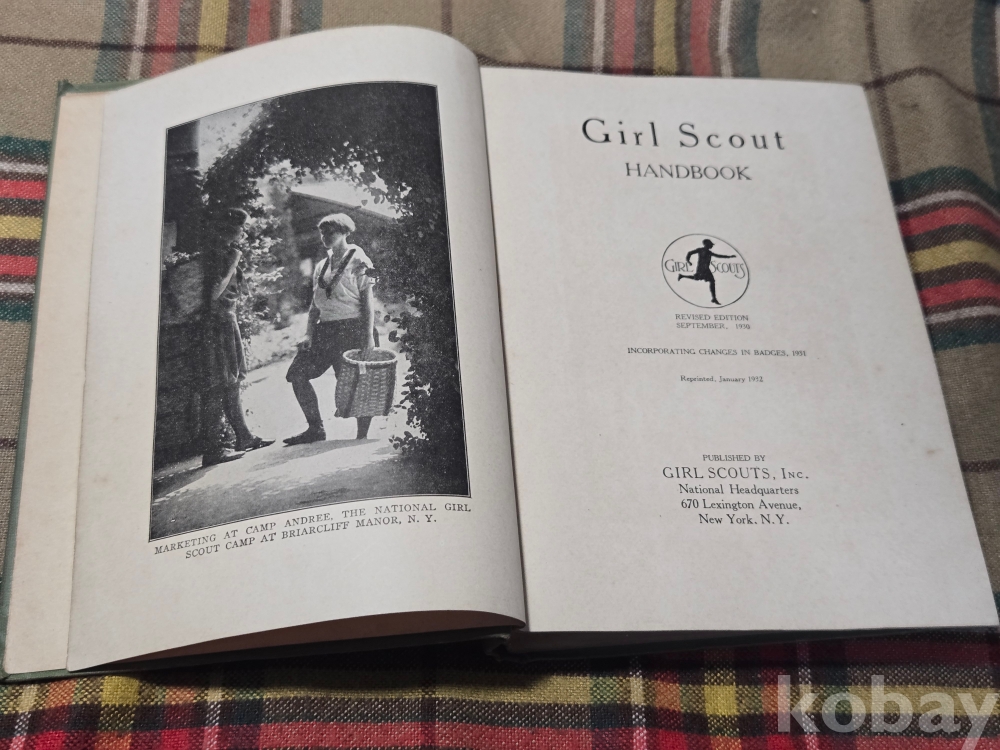 MARKETING AT CAMP ANDREE, THE NATIONAL GIRL
SCOUT CAMP AT BRIARCLIFF MANOR, N. Y.
Girl Scout
HANDBOOK
GIRL SCOUTS
REVISED EDITION
SEPTEMBER, 1930
INCORPORATING CHANGES IN BADGES, 1931
Reprinted, January 1932
PUBLISHED BY
GIRL SCOUTS, INC.
National Headquarters
670 Lexington Avenue,
New York, N.Y.
kobay